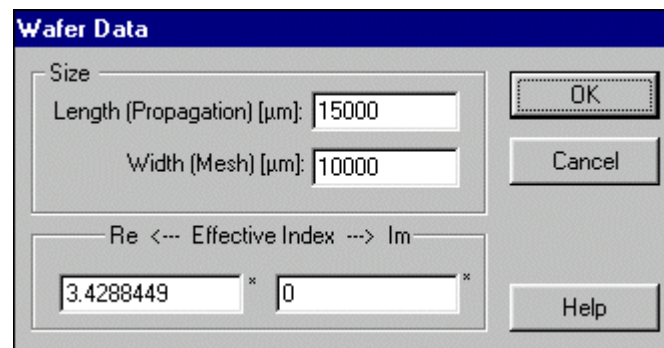 Wafer Data
Size
Length (Propagation) [µm]: 15000
OK
Width (Mesh) [µm]: 10000
Cancel
Re <--- Effective Index ---> Im
3.4288449 * 0 *
Help